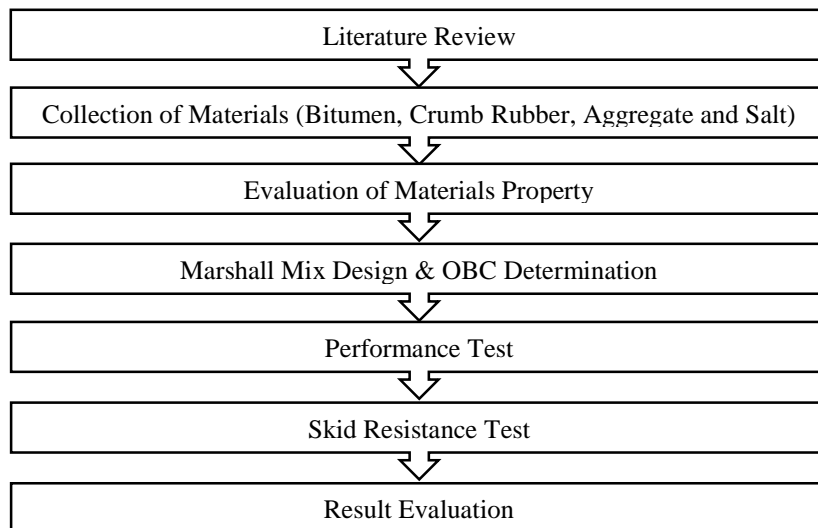 Literature Review
Collection of Materials (Bitumen, Crumb Rubber, Aggregate and Salt)
Evaluation of Materials Property
Marshall Mix Design & OBC Determination
Performance Test
Skid Resistance Test
Result Evaluation